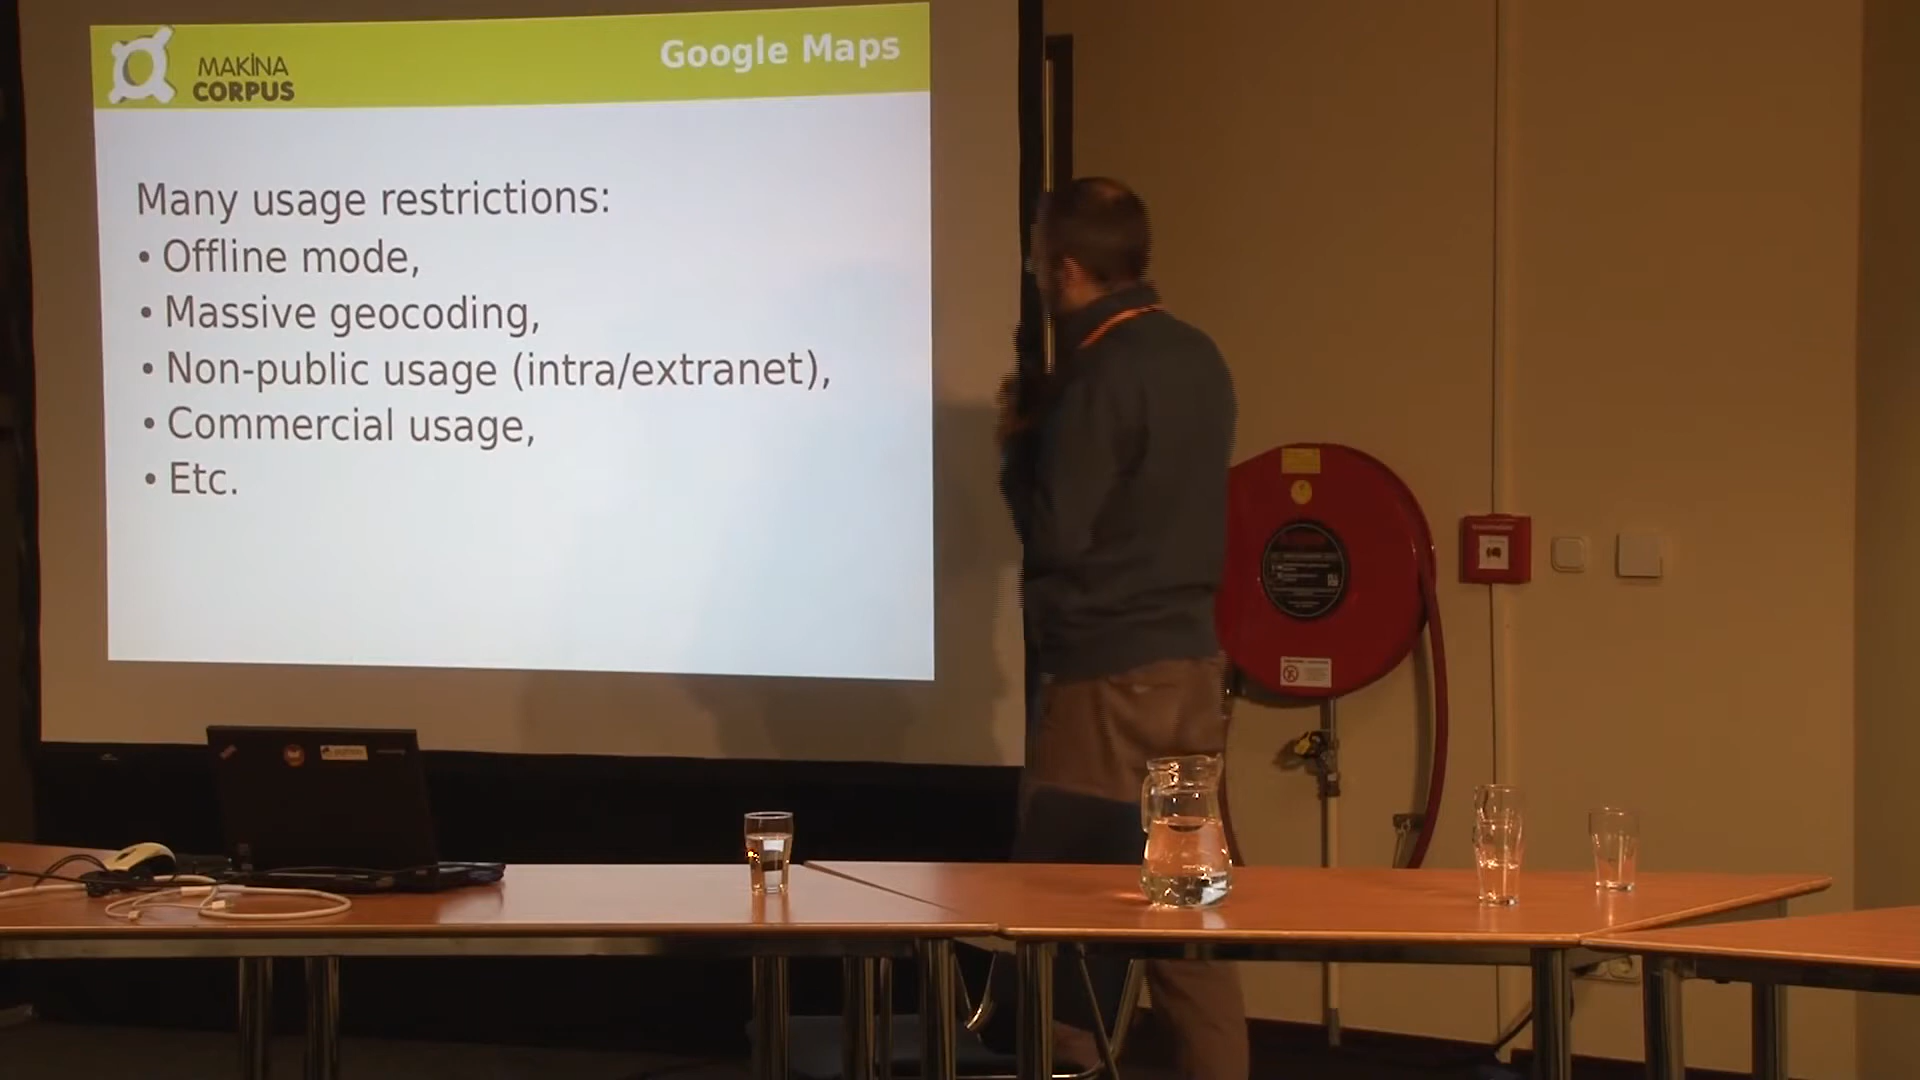 MAKINA
CORPUS
Google Maps
Many usage restrictions:
• Offline mode,
• Massive geocoding,
• Non-public usage (intra/extranet),
• Commercial usage,
• Etc.